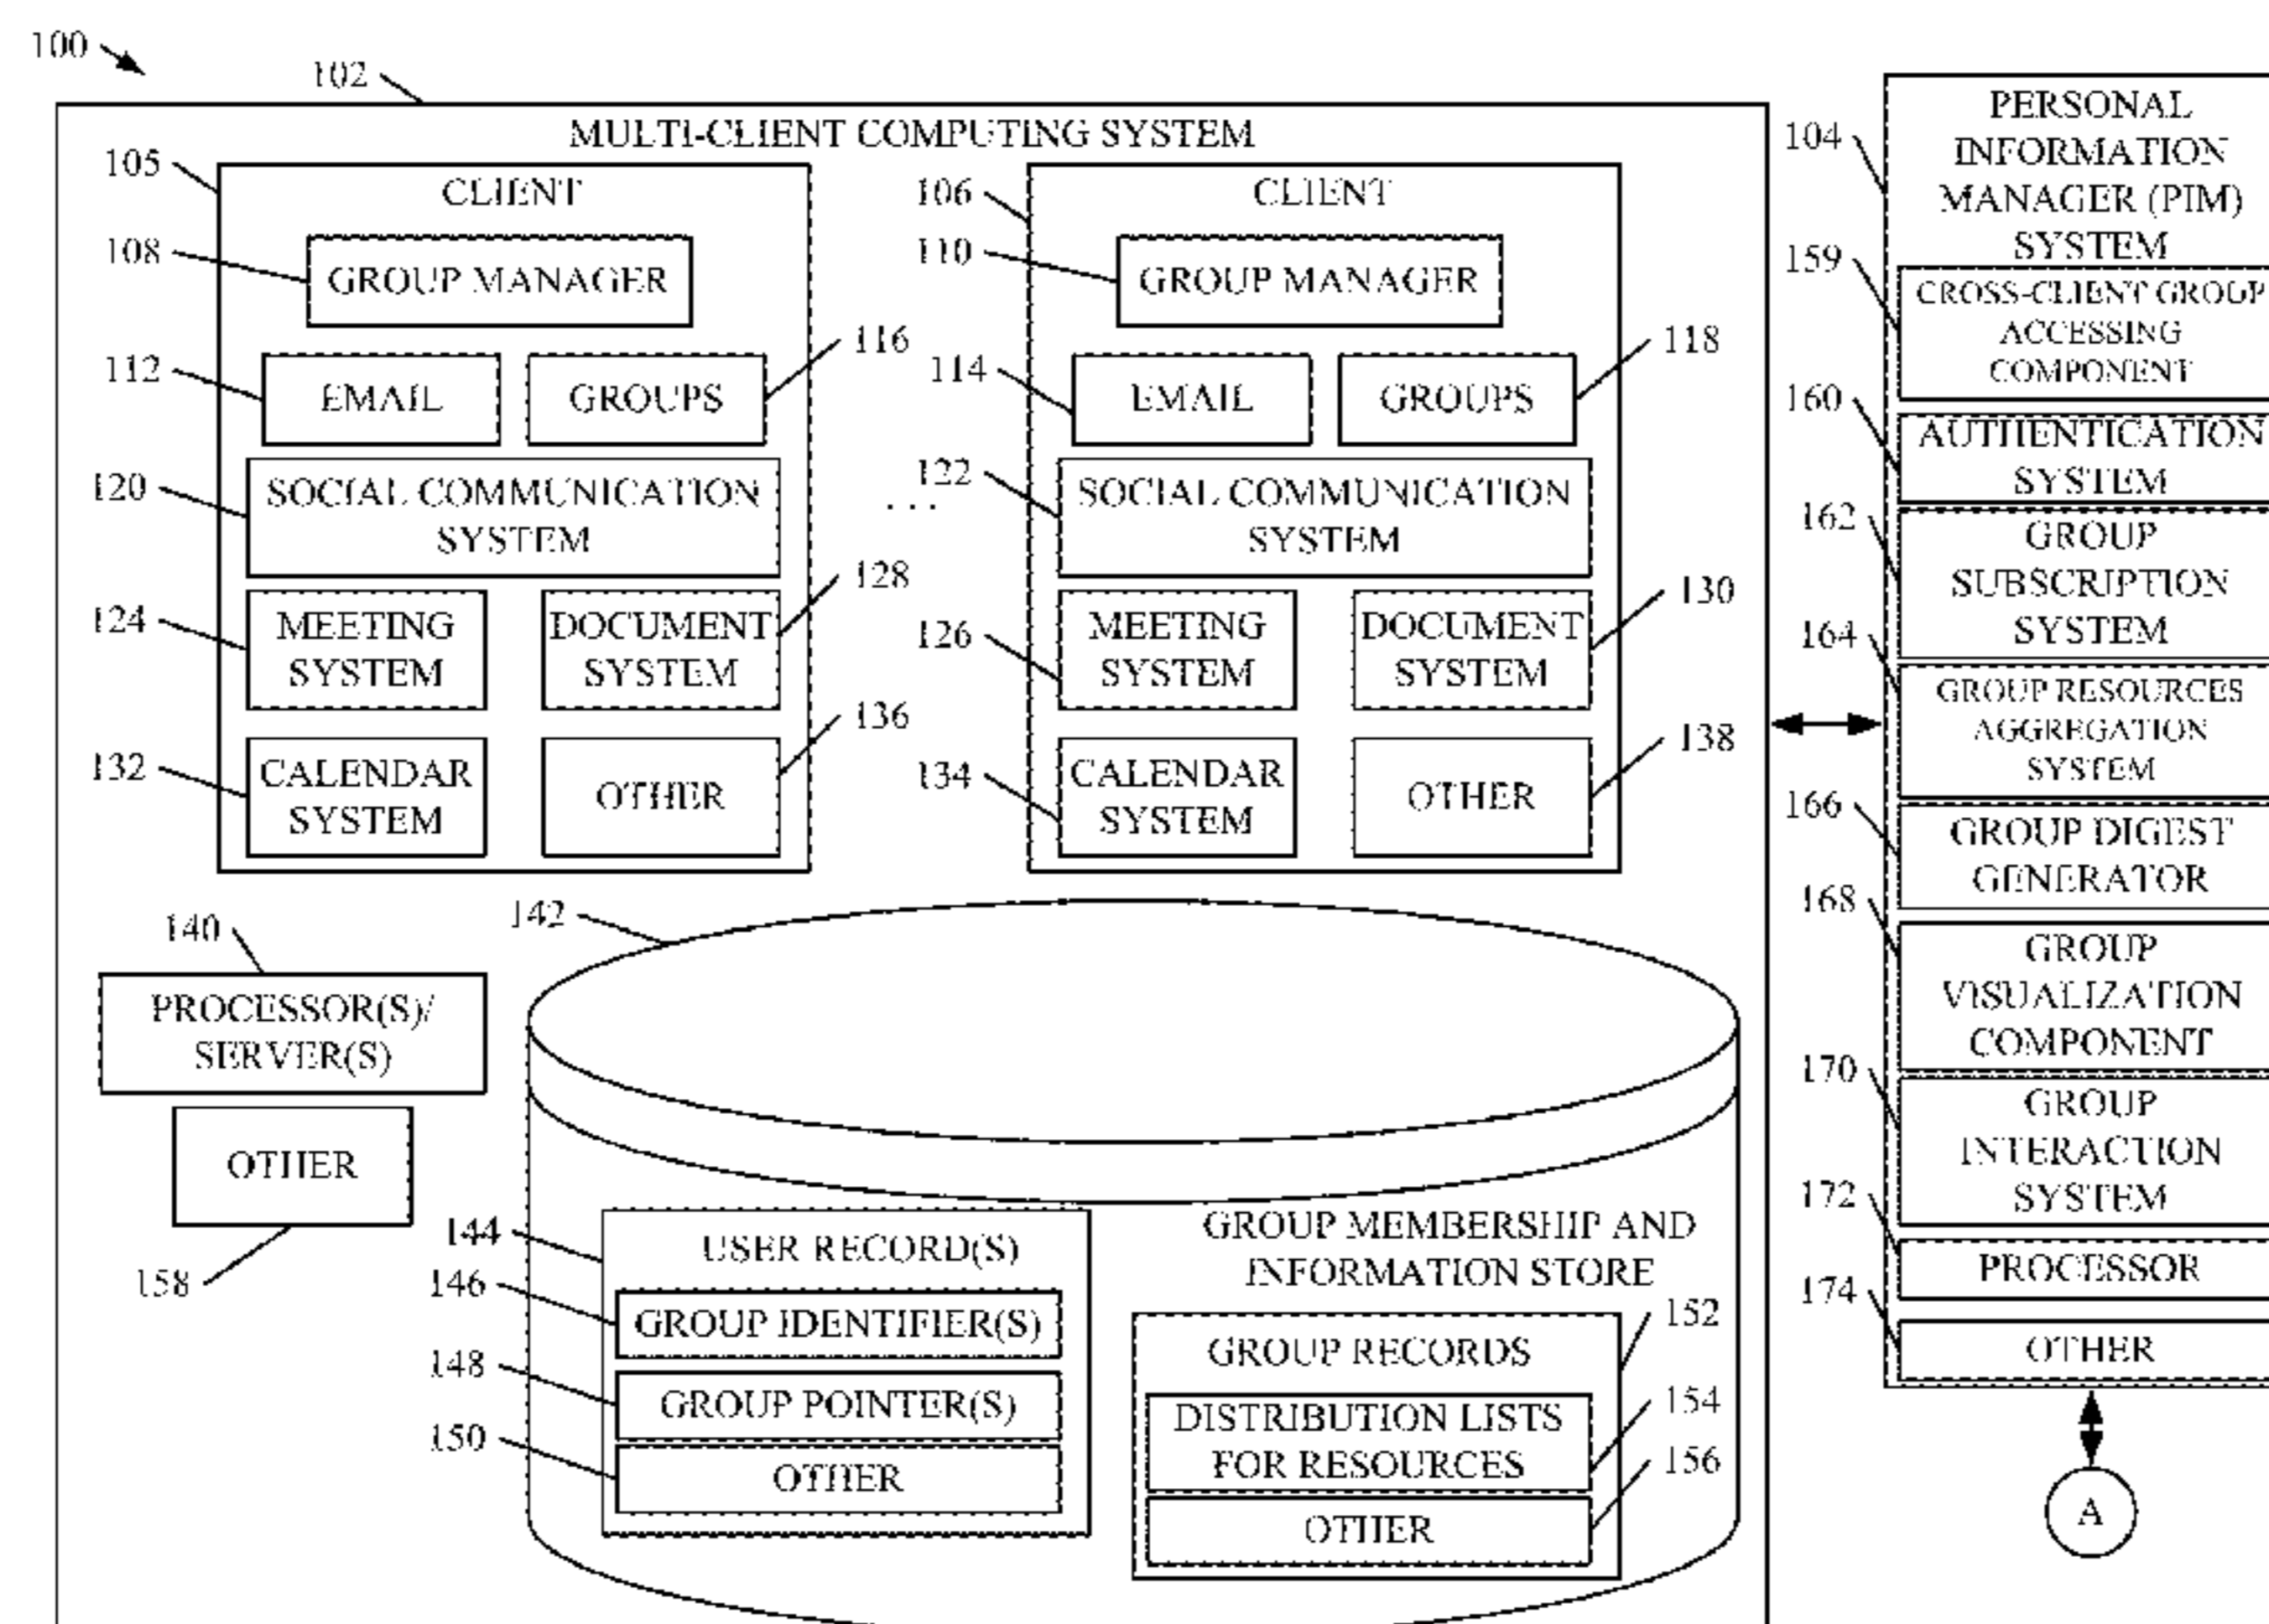 100
102
MULTI-CLIENT COMPUTING SYSTEM
105
CLIENT
108
GROUP MANAGER
112
EMAIL
GROUPS
116
120
SOCIAL COMMUNICATION
SYSTEM
124
MEETING
SYSTEM
DOCUMENT
SYSTEM
128
132
CALENDAR
SYSTEM
OTHER
136
. . .
106
CLIENT
110
GROUP MANAGER
114
EMAIL
GROUPS
118
122
SOCIAL COMMUNICATION
SYSTEM
126
MEETING
SYSTEM
DOCUMENT
SYSTEM
130
134
CALENDAR
SYSTEM
OTHER
138
140
PROCESSOR(S)/
SERVER(S)
OTHER
158
142
GROUP MEMBERSHIP AND
INFORMATION STORE
144
USER RECORD(S)
146
GROUP IDENTIFIER(S)
148
GROUP POINTER(S)
150
OTHER
152
GROUP RECORDS
154
DISTRIBUTION LISTS
FOR RESOURCES
156
OTHER
104
PERSONAL
INFORMATION
MANAGER (PIM)
SYSTEM
159
CROSS-CLIENT GROUP
ACCESSING
COMPONENT
160
AUTHENTICATION
SYSTEM
162
GROUP
SUBSCRIPTION
SYSTEM
164
GROUP RESOURCES
AGGREGATION
SYSTEM
166
GROUP DIGEST
GENERATOR
168
GROUP
VISUALIZATION
COMPONENT
170
GROUP
INTERACTION
SYSTEM
172
PROCESSOR
174
OTHER
A